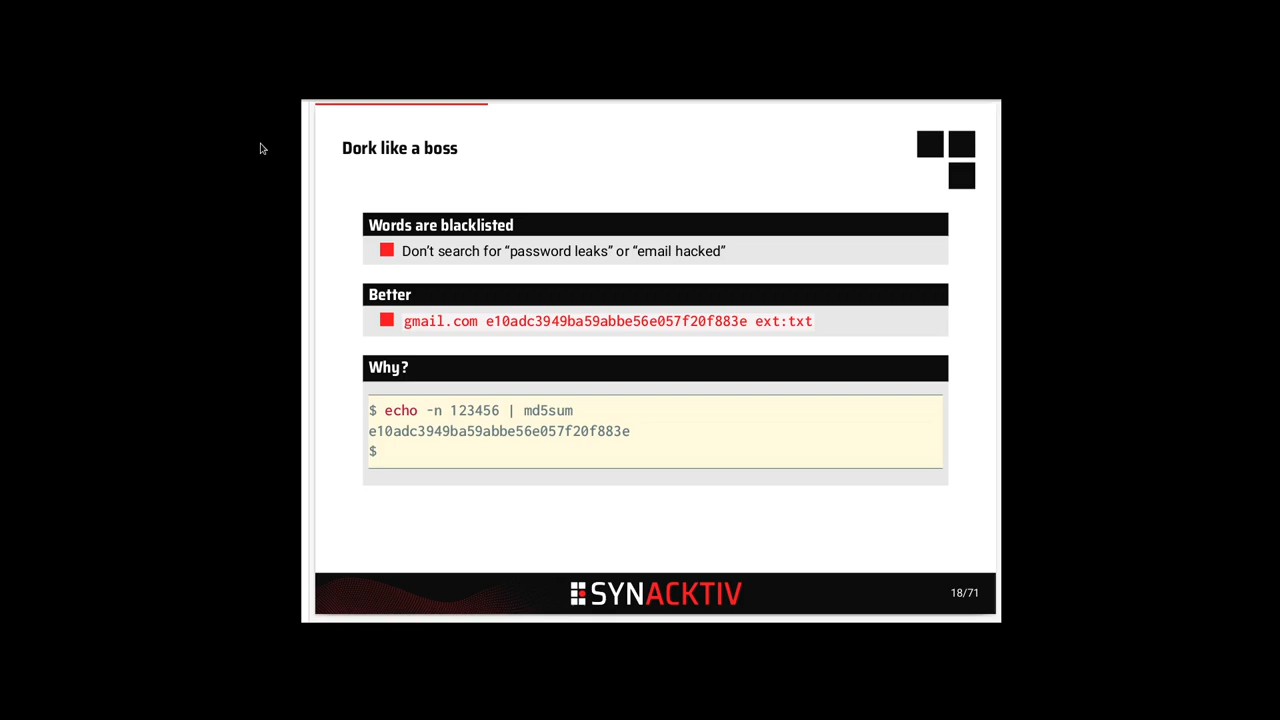 Dork like a boss
Words are blacklisted
Don’t search for “password leaks” or “email hacked”
Better
gmail.com e10adc3949ba59abbe56e057f20f883e ext:txt
Why?
$ echo -n 123456 | md5sum
e10adc3949ba59abbe56e057f20f883e
$
SYNACKTIV
18/71